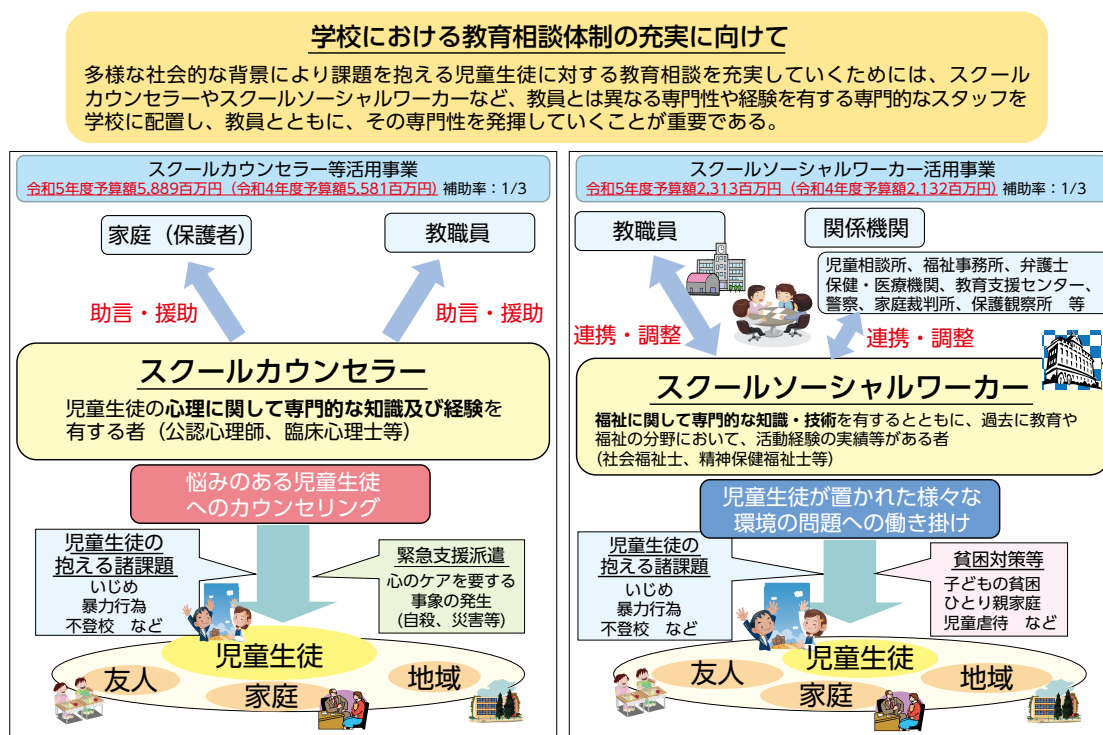 学校における教育相談体制の充実に向けて
多様な社会的な背景により課題を抱える児童生徒に対する教育相談を充実していくためには、スクール
カウンセラーやスクールソーシャルワーカーなど、教員とは異なる専門性や経験を有する専門的なスタッフを
学校に配置し、教員とともに、その専門性を発揮していくことが重要である。
スクールカウンセラー等活用事業
令和5年度予算額5,889百万円（令和4年度予算額5,581百万円）補助率：1/3
家庭（保護者）
教職員
助言・援助
助言・援助
スクールカウンセラー
児童生徒の心理に関して専門的な知識及び経験を
有する者（公認心理師、臨床心理士等）
悩みのある児童生徒
へのカウンセリング
児童生徒の
抱える諸課題
いじめ
暴力行為
不登校　など
緊急支援派遣
心のケアを要する
事象の発生
(自殺、災害等)
児童生徒
友人
家庭
地域
スクールソーシャルワーカー活用事業
令和5年度予算額2,313百万円（令和4年度予算額2,132百万円）補助率：1/3
教職員
関係機関
児童相談所、福祉事務所、弁護士
保健・医療機関、教育支援センター、
警察、家庭裁判所、保護観察所　等
連携・調整
連携・調整
スクールソーシャルワーカー
福祉に関して専門的な知識・技術を有するとともに、過去に教育や
福祉の分野において、活動経験の実績等がある者
(社会福祉士、精神保健福祉士等)
児童生徒が置かれた様々な
環境の問題への働き掛け
児童生徒の
抱える諸課題
いじめ
暴力行為
不登校　など
貧困対策等
子どもの貧困
ひとり親家庭
児童虐待　など
児童生徒
友人
家庭
地域